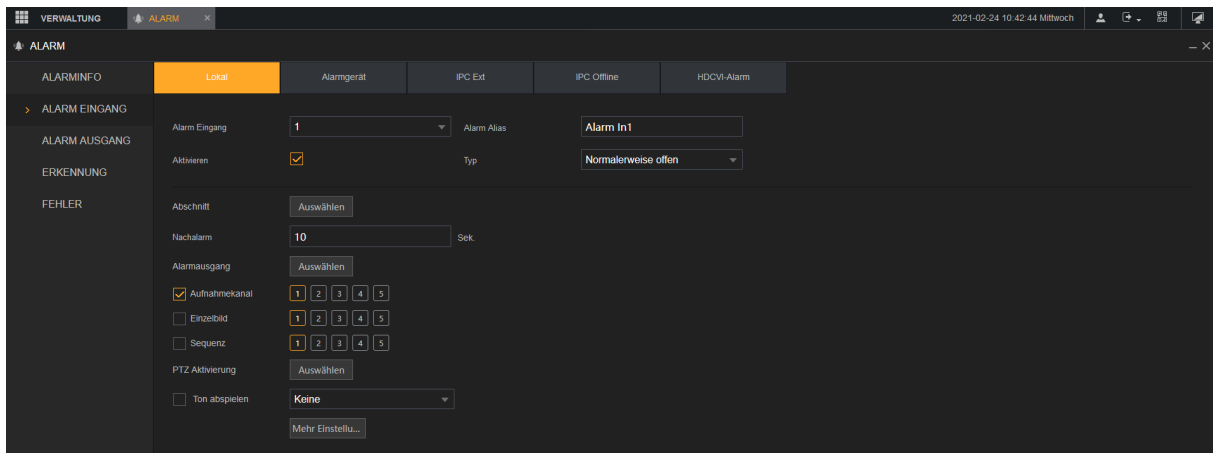 VERWALTUNG ALARM × 2021-02-24 10:42:44 Mittwoch
ALARM
ALARMINFO Lokal Alarmgerät IPC Ext IPC Offline HDCVI-Alarm
> ALARM EINGANG
Alarm Eingang 1 Alarm Alias Alarm In1
ALARM AUSGANG
Aktivieren Typ Normalerweise offen
ERKENNUNG
FEHLER Abschnitt Auswählen
Nachalarm 10 Sek.
Alarmausgang Auswählen
Aufnahmekanal 1 2 3 4 5
Einzelbild 1 2 3 4 5
Sequenz 1 2 3 4 5
PTZ Aktivierung Auswählen
Ton abspielen Keine
Mehr Einstellu...